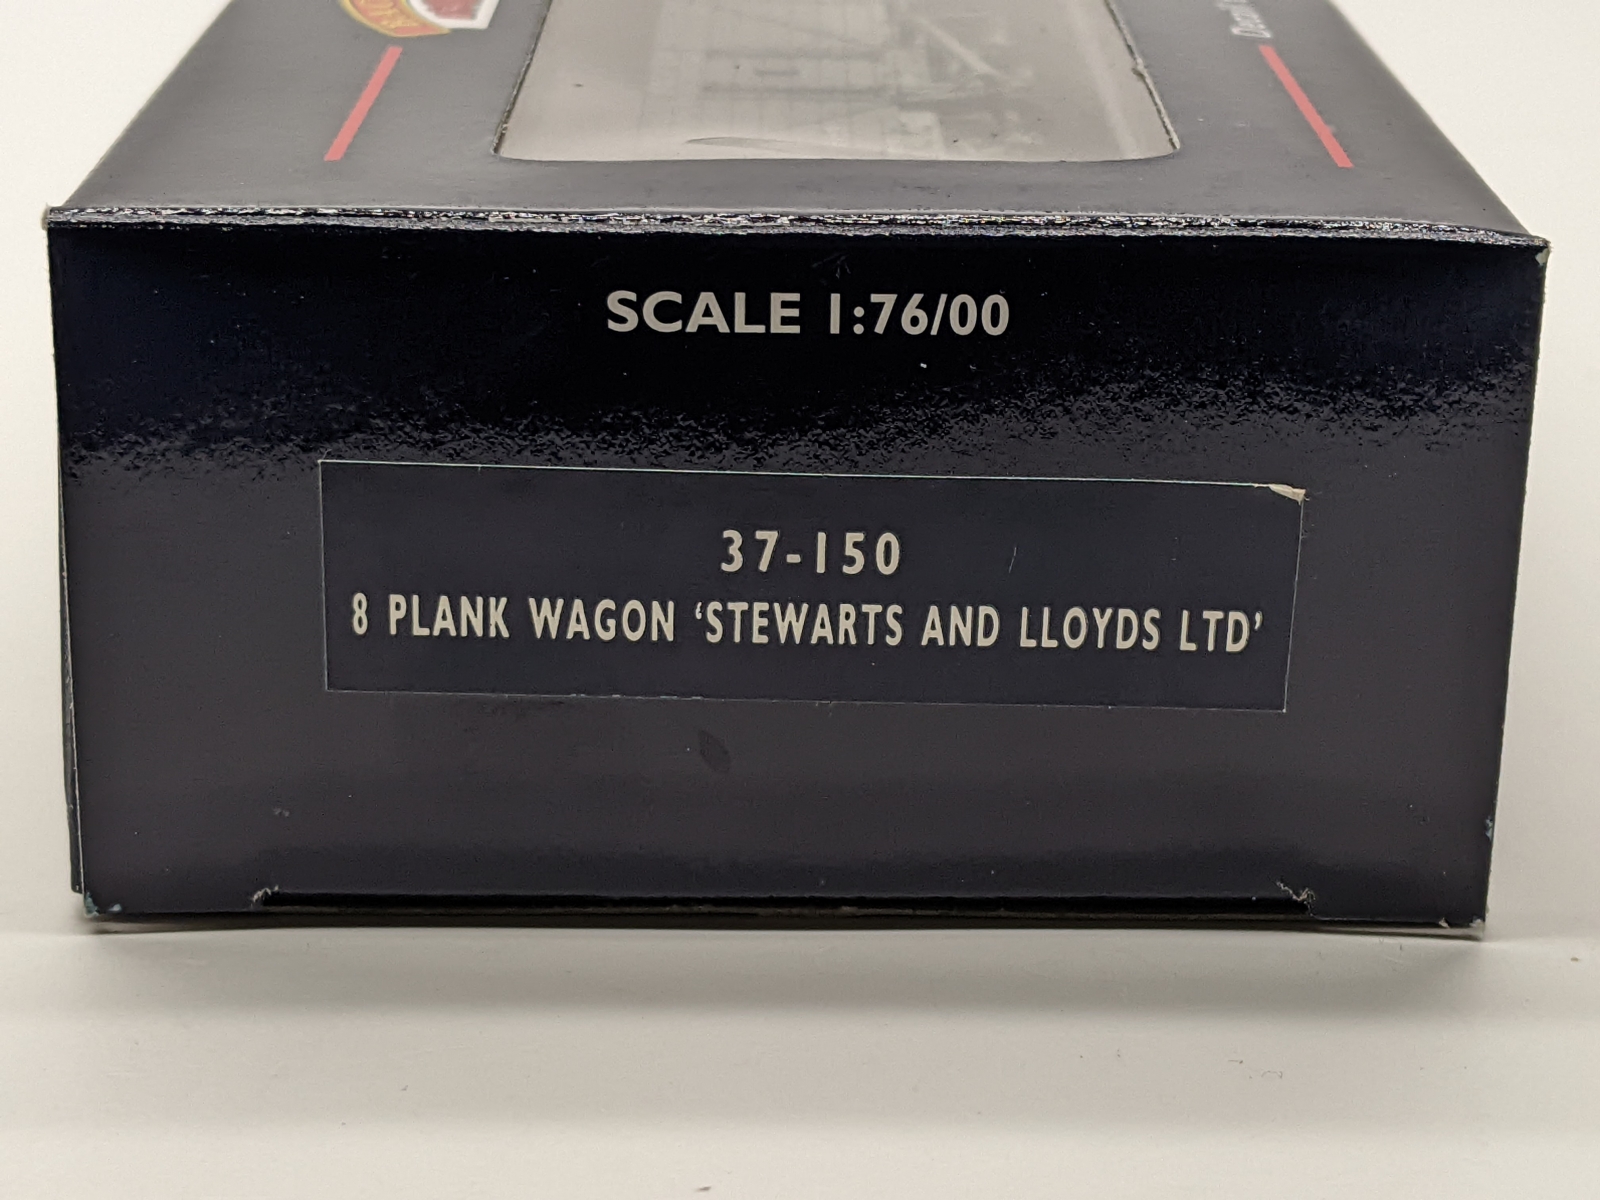 SCALE 1:76/00
37-150
8 PLANK WAGON ‘STEWARTS AND LLOYDS LTD’